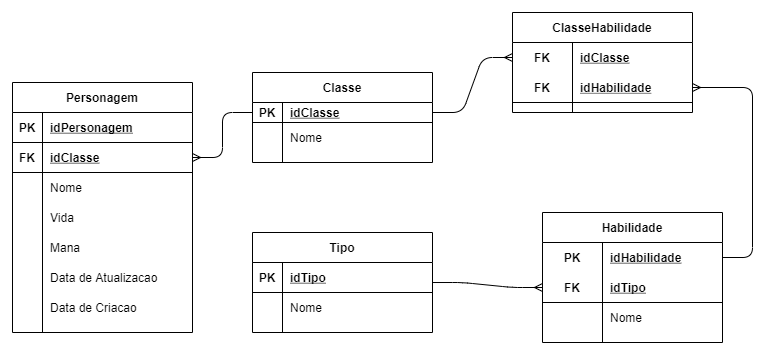 Personagem
PK idPersonagem
FK idClasse
Nome
Vida
Mana
Data de Atualizacao
Data de Criacao
Classe
PK idClasse
Nome
ClasseHabilidade
FK idClasse
FK idHabilidade
Tipo
PK idTipo
Nome
Habilidade
PK idHabilidade
FK idTipo
Nome